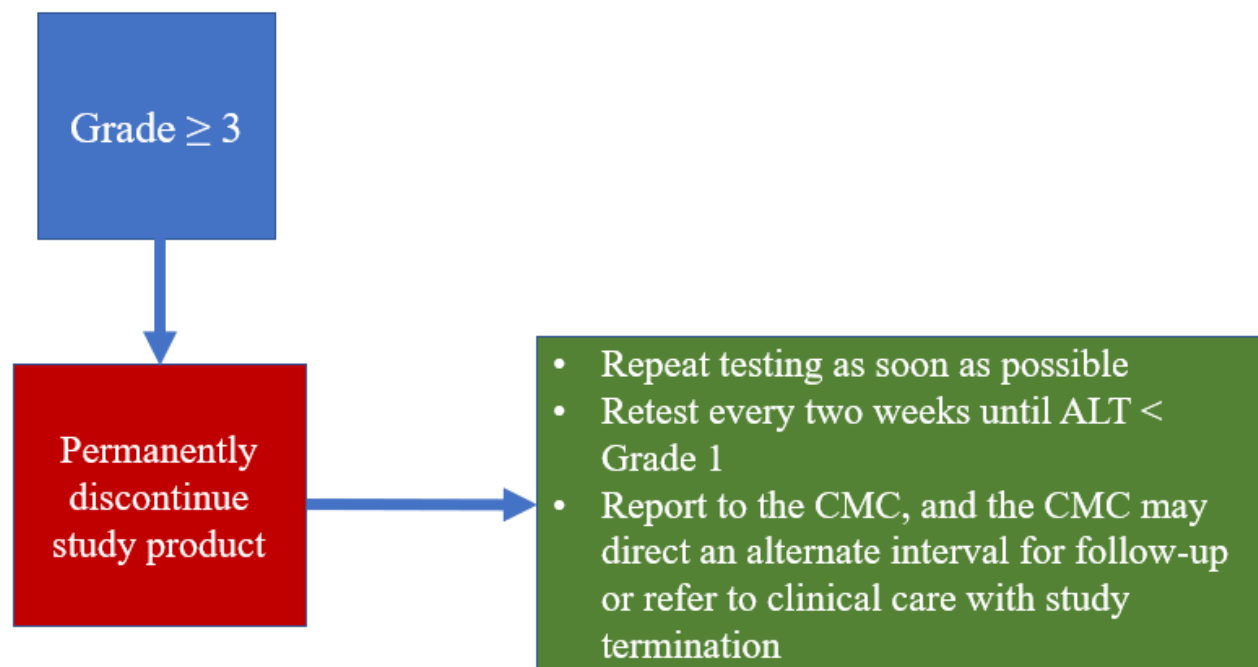 Grade ≥ 3
Permanently
discontinue
study product
• Repeat testing as soon as possible
• Retest every two weeks until ALT <
Grade 1
• Report to the CMC, and the CMC may
direct an alternate interval for follow-up
or refer to clinical care with study
termination